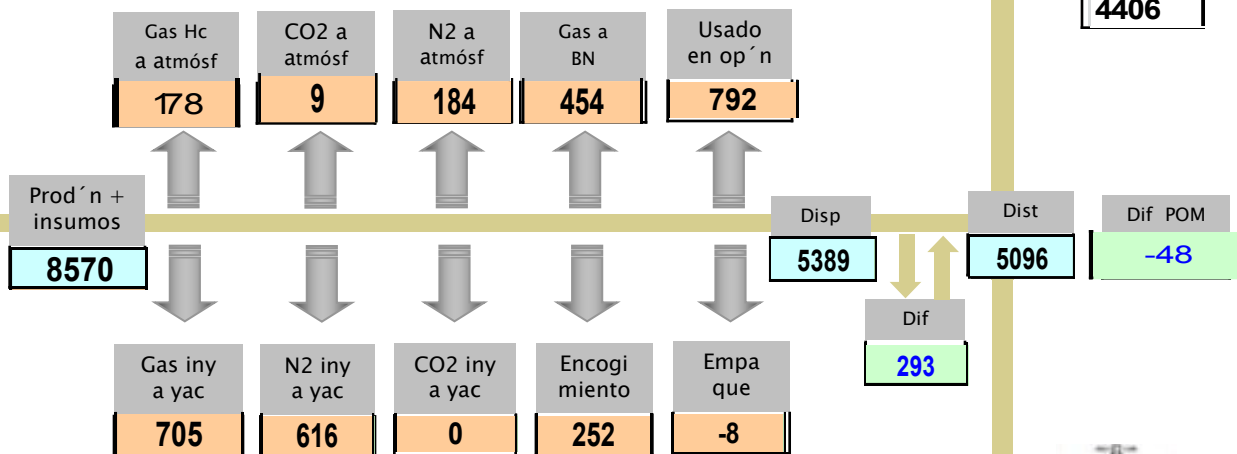 4406
Gas Hc
a atmósf
178
CO2 a
atmósf
9
N2 a
atmósf
184
Gas a
BN
454
Usado
en op´n
792
Prod´n +
insumos
8570
Disp
5389
Dist
5096
Dif POM
-48
Dif
293
Gas iny
a yac
705
N2 iny
a yac
616
CO2 iny
a yac
0
Encogi
miento
252
Empa
que
-8